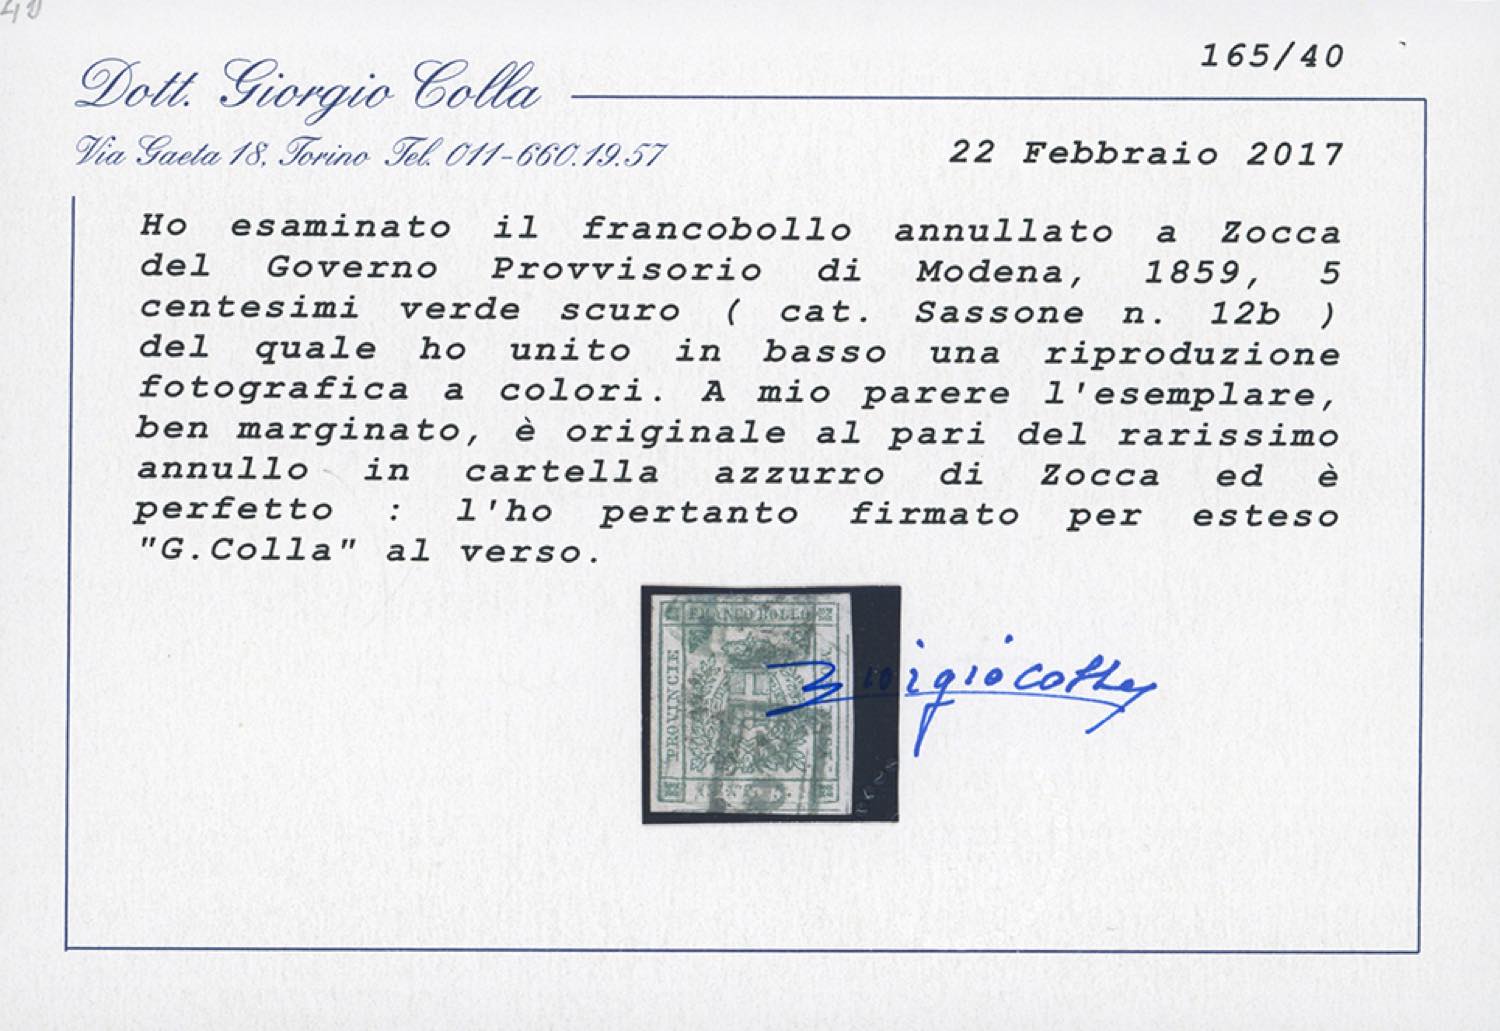 40
165/40
Dott. Giorgio Colla
Via Gaeta 18, Torino Tel. 011-660.19.57
22 Febbraio 2017
Ho esaminato il francobollo annullato a Zocca
del Governo Provvisorio di Modena, 1859, 5
centesimi verde scuro ( cat. Sassone n. 12b )
del quale ho unito in basso una riproduzione
fotografica a colori. A mio parere l'esemplare,
ben marginato, è originale al pari del rarissimo
annullo in cartella azzurro di Zocca ed è
perfetto : l'ho pertanto firmato per esteso
"G.Colla" al verso.
FRANCOBOLLO
PROVINCIE
Giorgio Colla